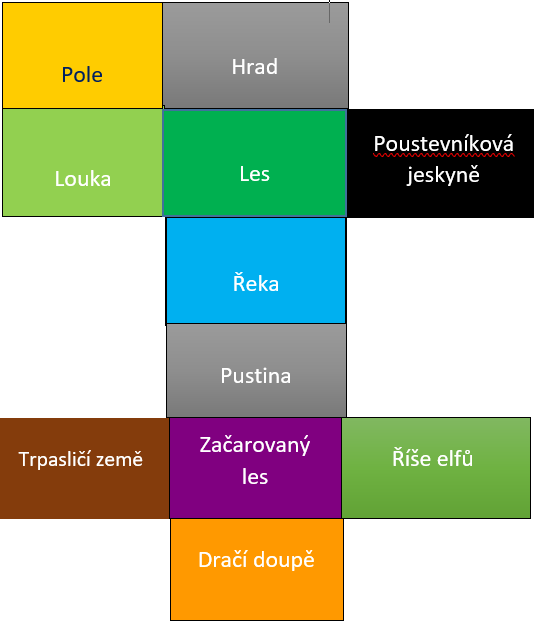 Pole
Hrad
Louka
Les
Poustevníková
jeskyně
Řeka
Pustina
Trpasličí země
Začarovaný
les
Říše elfů
Dračí doupě